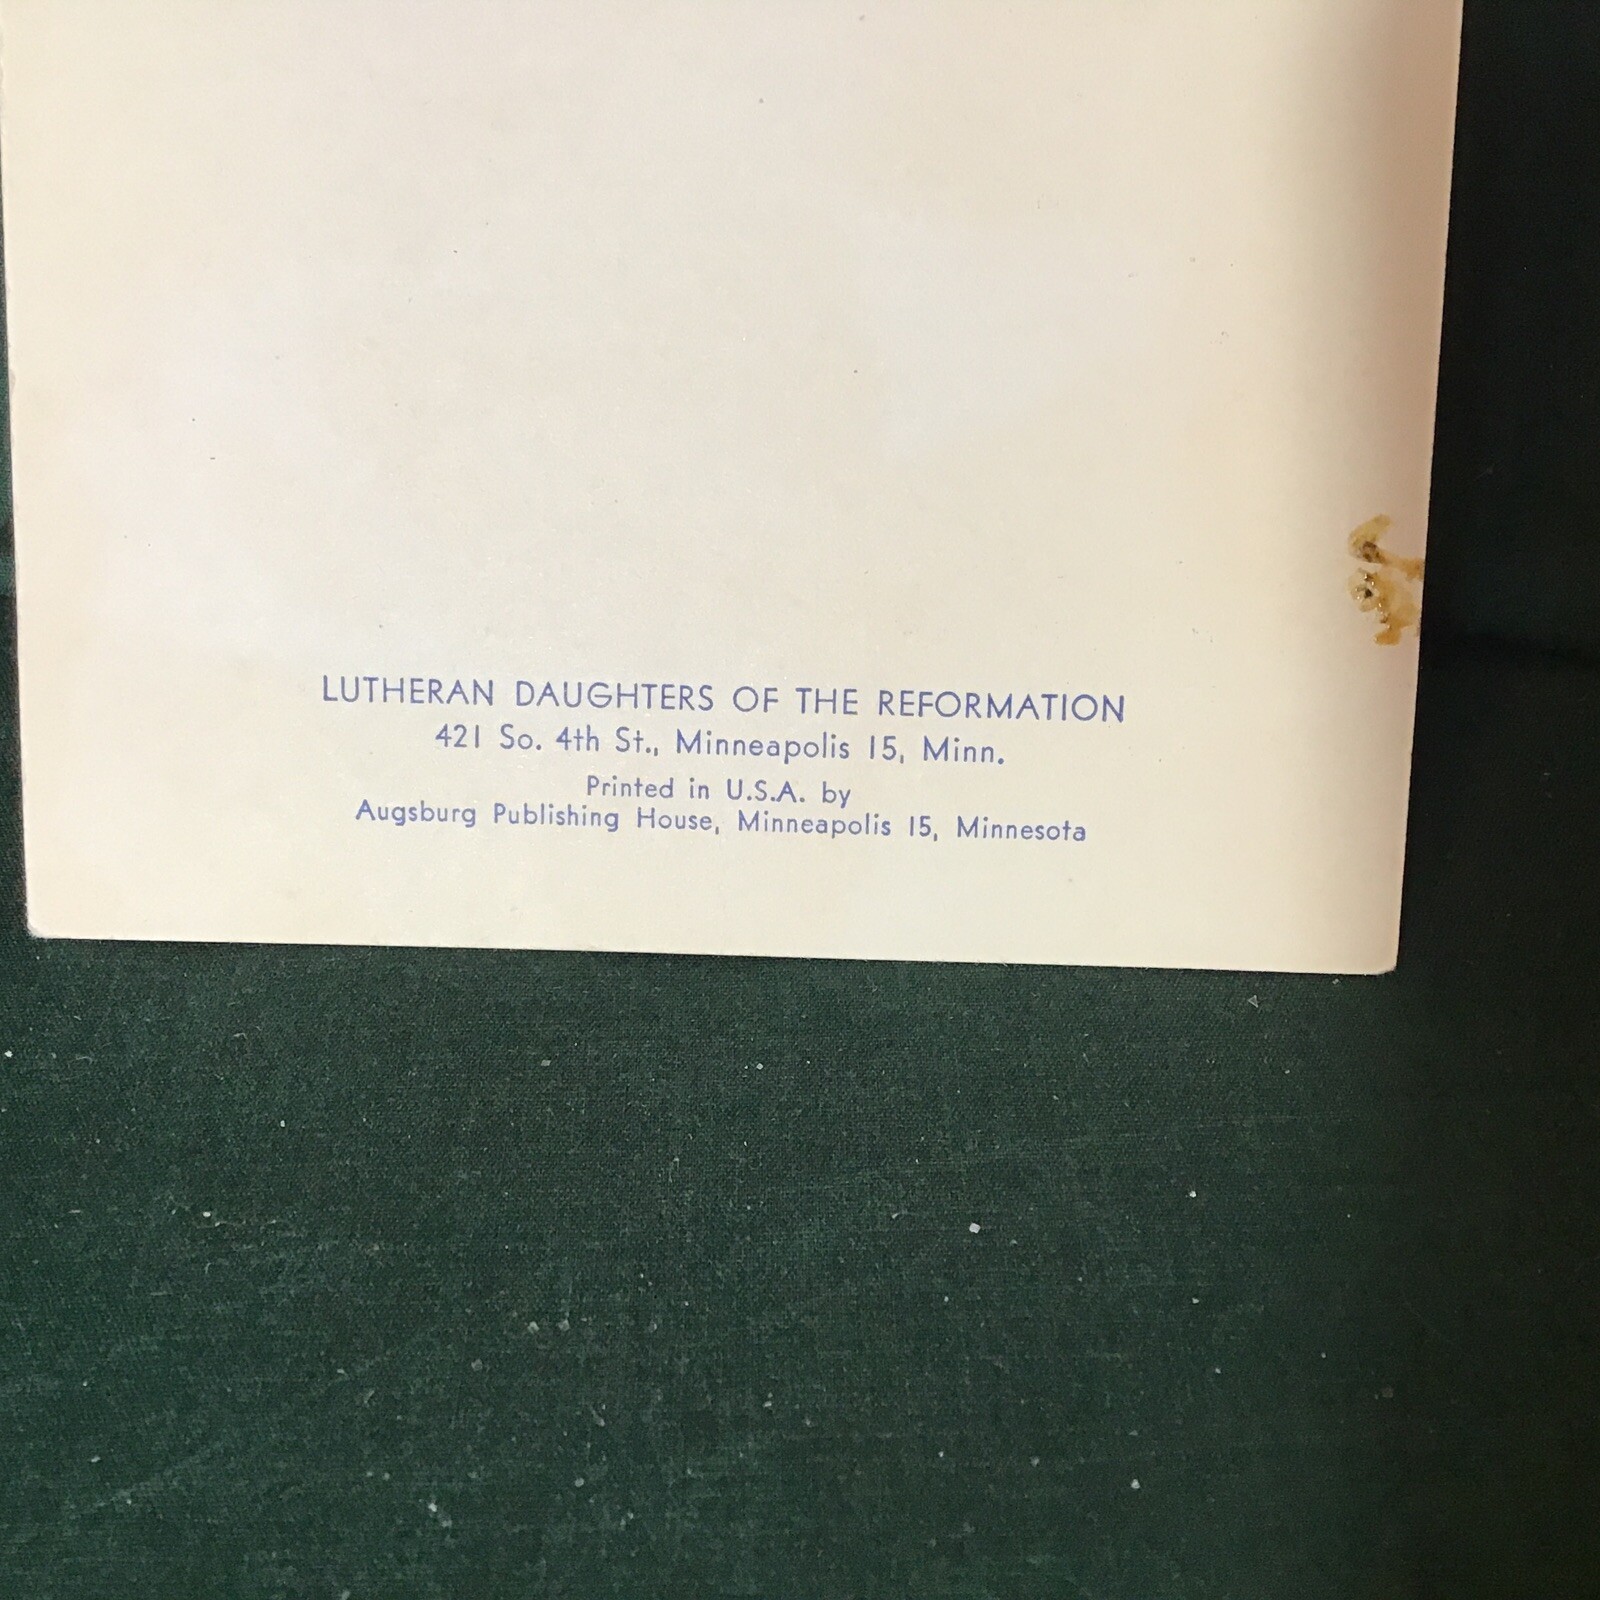 LUTHERAN DAUGHTERS OF THE REFORMATION
421 So. 4th St., Minneapolis 15, Minn.
Printed in U.S.A. by
Augsburg Publishing House, Minneapolis 15, Minnesota